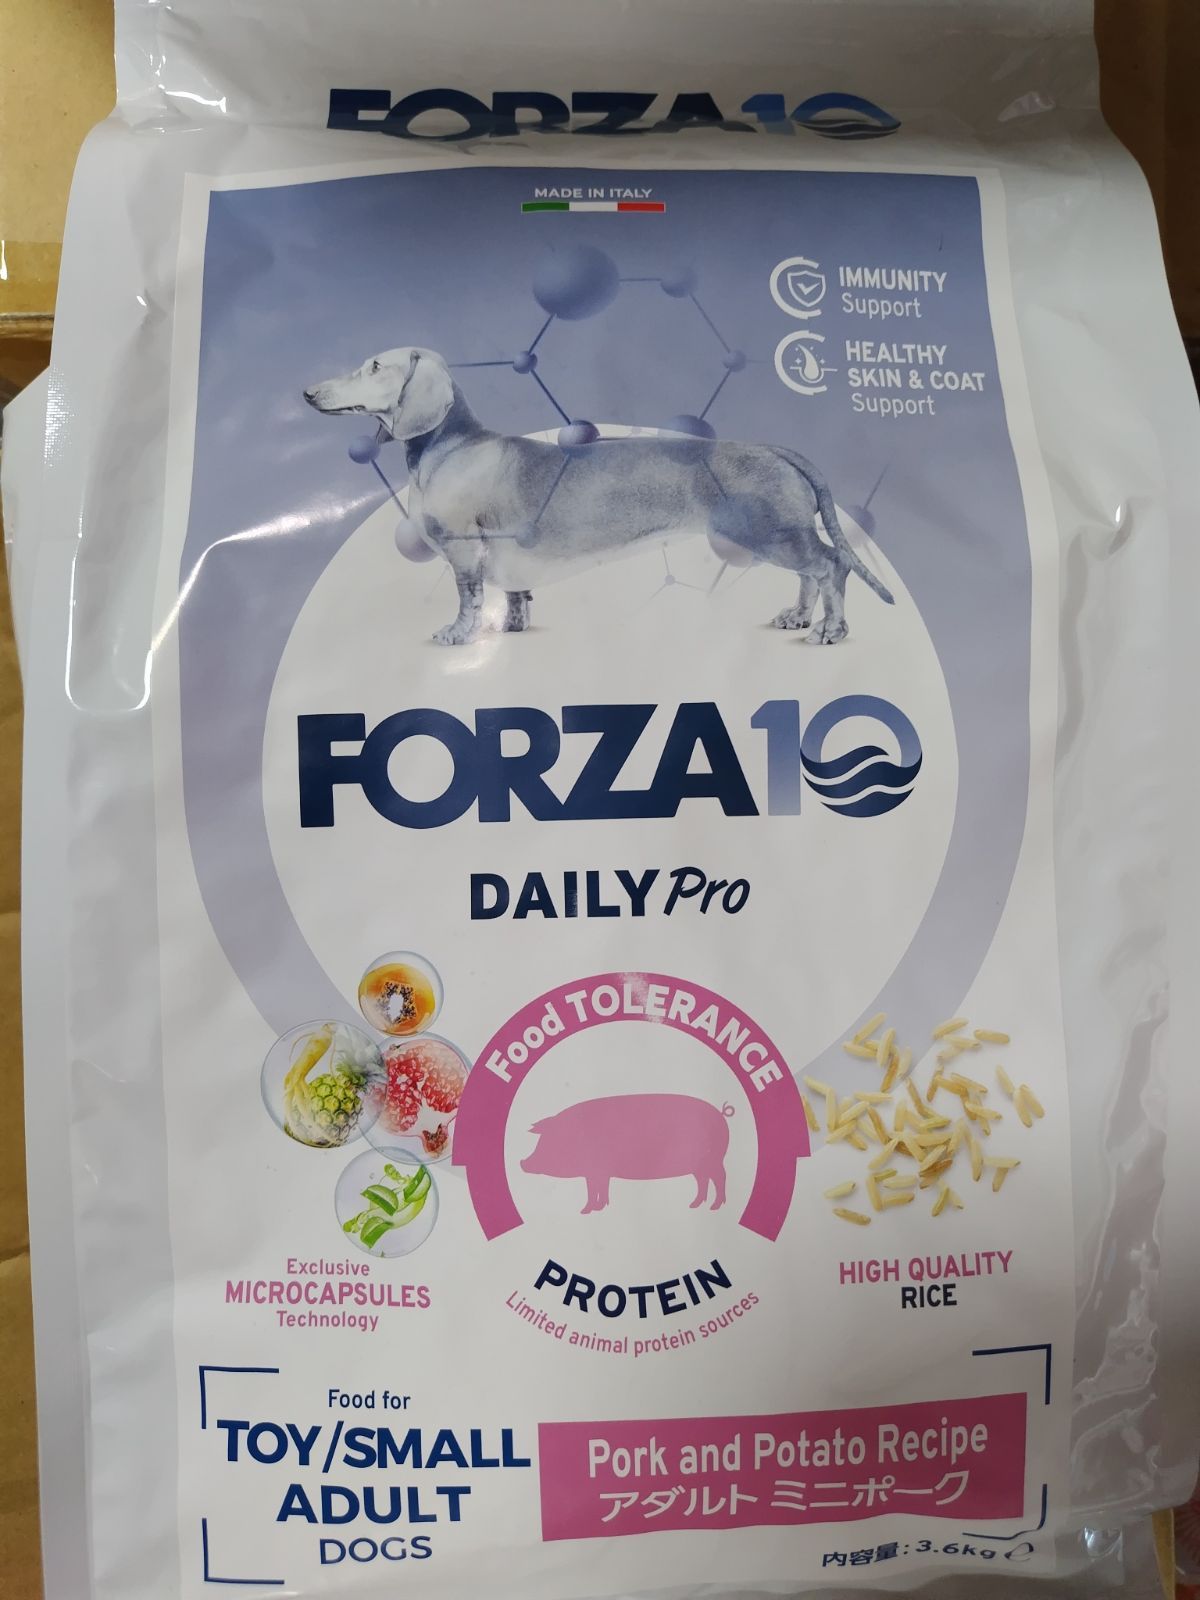 FORZA10
MADE IN ITALY
IMMUNITY
Support
HEALTHY
SKIN & COAT
Support
FORZA10
DAILY Pro
Food TOLERANCE
PROTEIN
Limited animal protein sources
Exclusive
MICROCAPSULES
Technology
HIGH QUALITY
RICE
Food for
TOY/SMALL
ADULT
DOGS
Pork and Potato Recipe
アダルト ミニポーク
内容量:3.6kg ℮